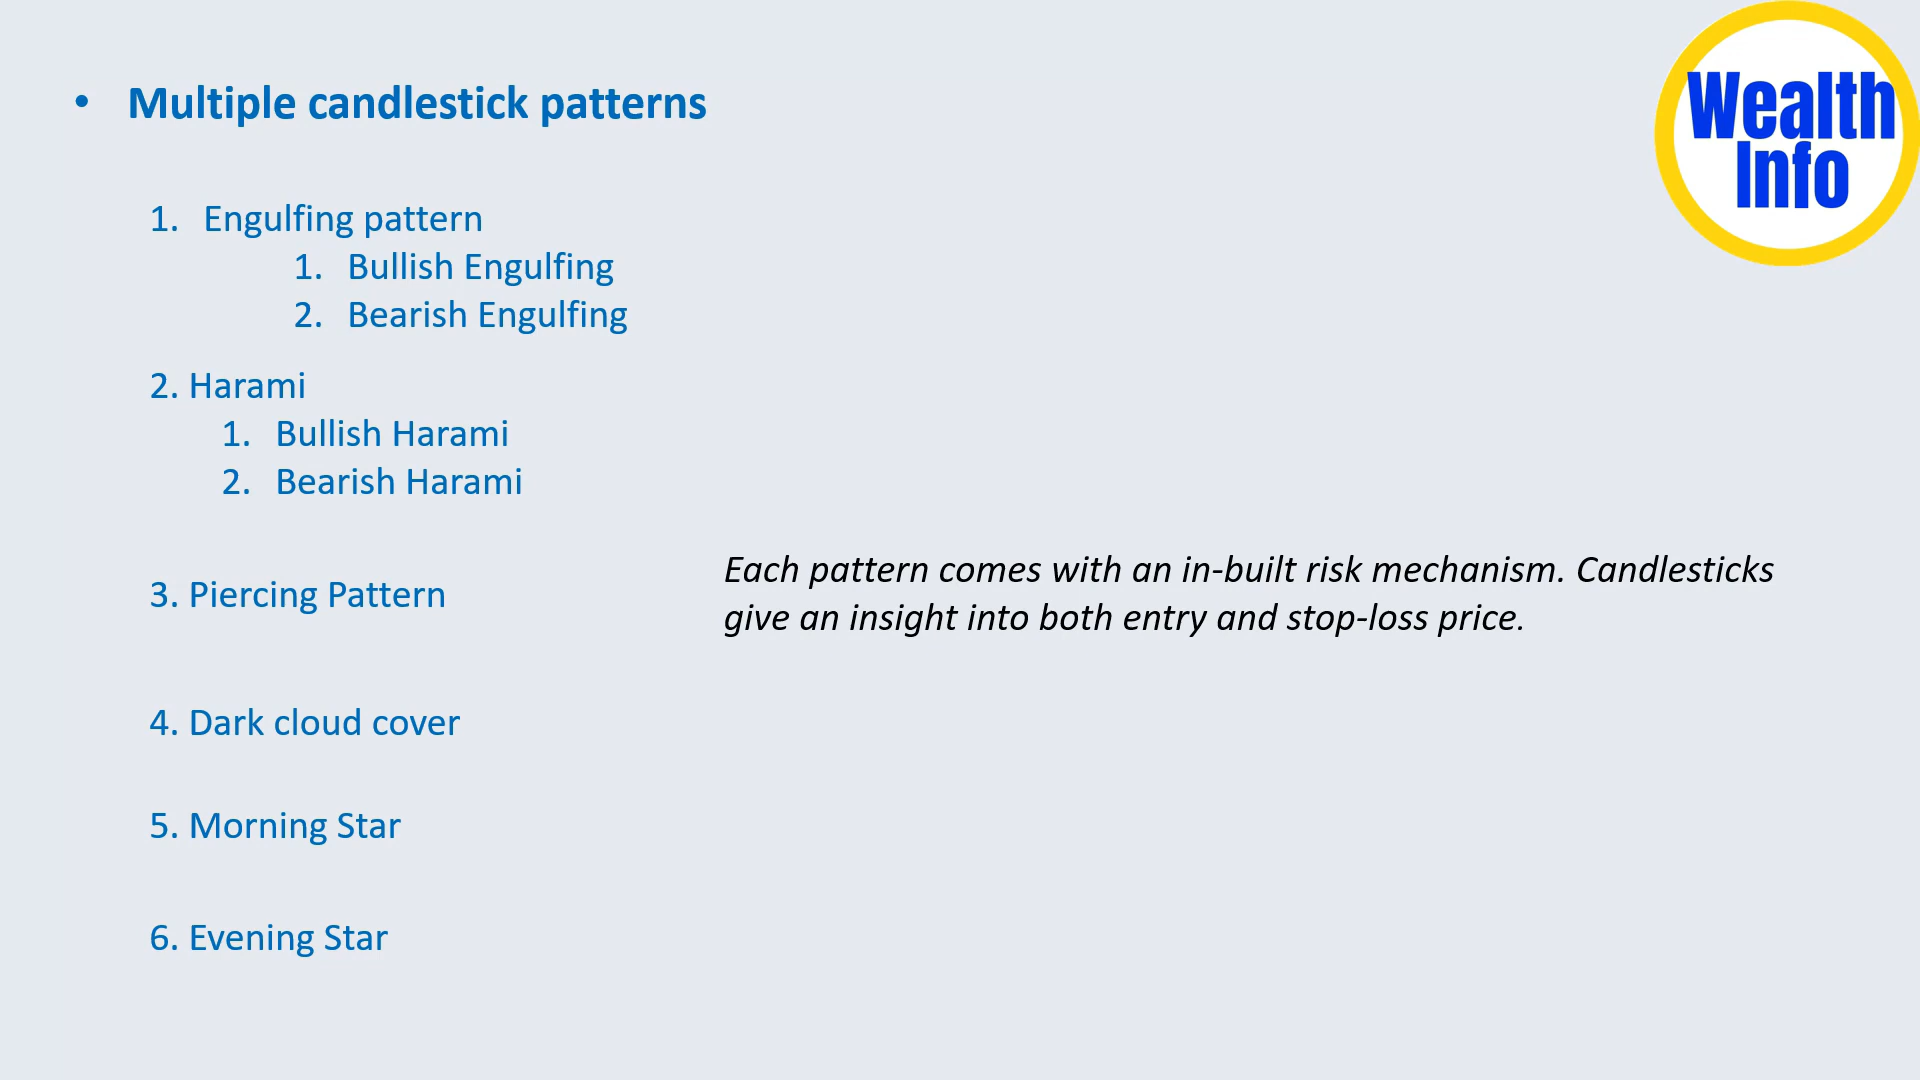 • Multiple candlestick patterns
Wealth
Info
1. Engulfing pattern
1. Bullish Engulfing
2. Bearish Engulfing
2. Harami
1. Bullish Harami
2. Bearish Harami
3. Piercing Pattern
Each pattern comes with an in-built risk mechanism. Candlesticks
give an insight into both entry and stop-loss price.
4. Dark cloud cover
5. Morning Star
6. Evening Star